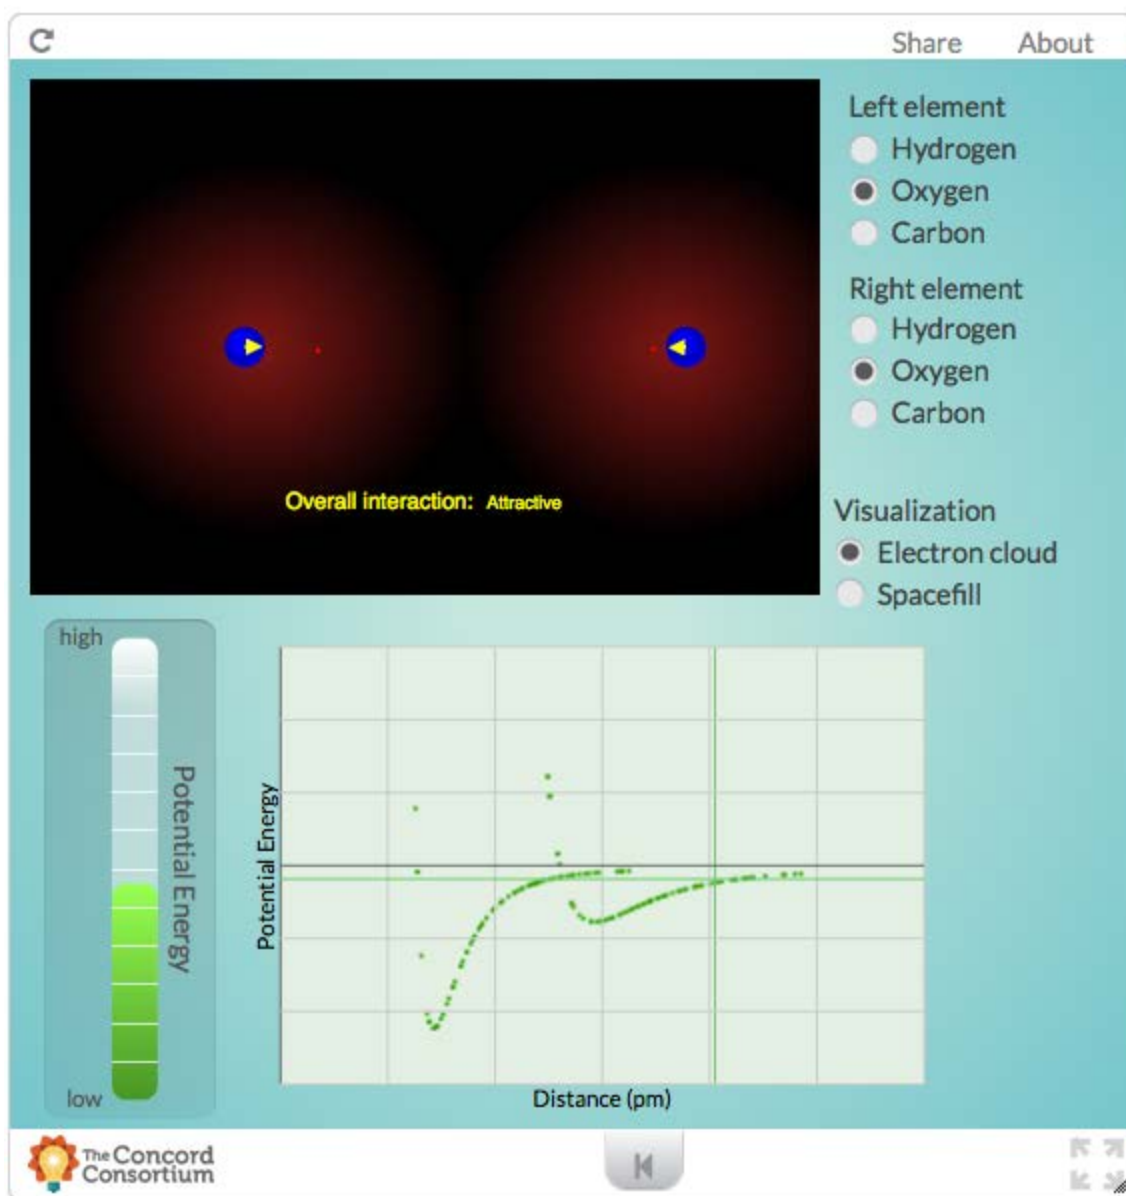 Share About
Left element
Hydrogen
Oxygen
Carbon
Right element
Hydrogen
Oxygen
Carbon
Overall interaction: Attractive
Visualization
Electron cloud
Spacefill
high
Potential Energy
low
Potential Energy
Distance (pm)
The Concord
Consortium